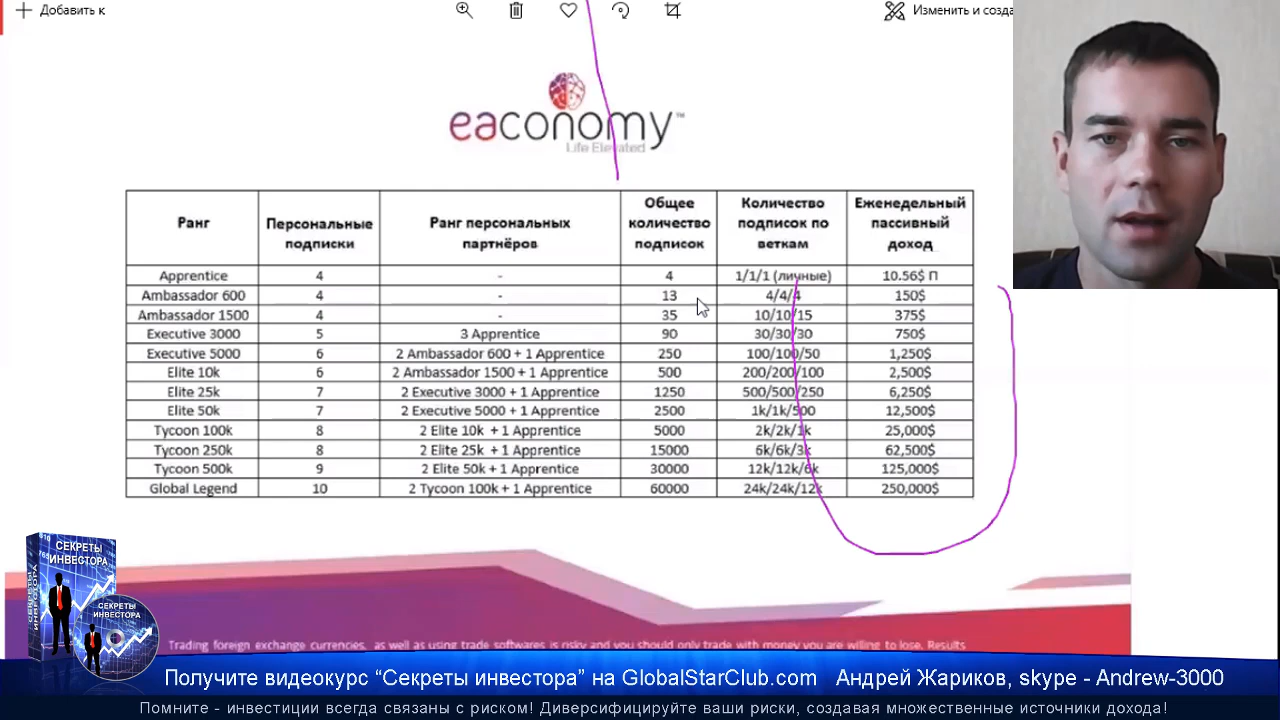 Добавить к
Изменить и созда
eaconomy™
Life Elevated
Ранг | Персональные подписки | Ранг персональных партнёров | Общее количество подписок | Количество подписок по веткам | Еженедельный пассивный доход
Apprentice | 4 | - | 4 | 1/1/1 (личные) | 10.56$ П
Ambassador 600 | 4 | - | 13 | 4/4/4 | 150$
Ambassador 1500 | 4 | - | 35 | 10/10/15 | 375$
Executive 3000 | 5 | 3 Apprentice | 90 | 30/30/30 | 750$
Executive 5000 | 6 | 2 Ambassador 600 + 1 Apprentice | 250 | 100/100/50 | 1,250$
Elite 10k | 6 | 2 Ambassador 1500 + 1 Apprentice | 500 | 200/200/100 | 2,500$
Elite 25k | 7 | 2 Executive 3000 + 1 Apprentice | 1250 | 500/500/250 | 6,250$
Elite 50k | 7 | 2 Executive 5000 + 1 Apprentice | 2500 | 1k/1k/500 | 12,500$
Tycoon 100k | 8 | 2 Elite 10k + 1 Apprentice | 5000 | 2k/2k/1k | 25,000$
Tycoon 250k | 8 | 2 Elite 25k + 1 Apprentice | 15000 | 6k/6k/3k | 62,500$
Tycoon 500k | 9 | 2 Elite 50k + 1 Apprentice | 30000 | 12k/12k/6k | 125,000$
Global Legend | 10 | 2 Tycoon 100k + 1 Apprentice | 60000 | 24k/24k/12k | 250,000$
СЕКРЕТЫ
ИНВЕСТОРА
СЕКРЕТЫ
ИНВЕСТОРА
Trading foreign exchange currencies, as well as using trade softwares is risky and you should only trade with money you are willing to lose. Results
Получите видеокурс “Секреты инвестора” на GlobalStarClub.com Андрей Жариков, skype - Andrew-3000
Помните - инвестиции всегда связаны с риском! Диверсифицируйте ваши риски, создавая множественные источники дохода!